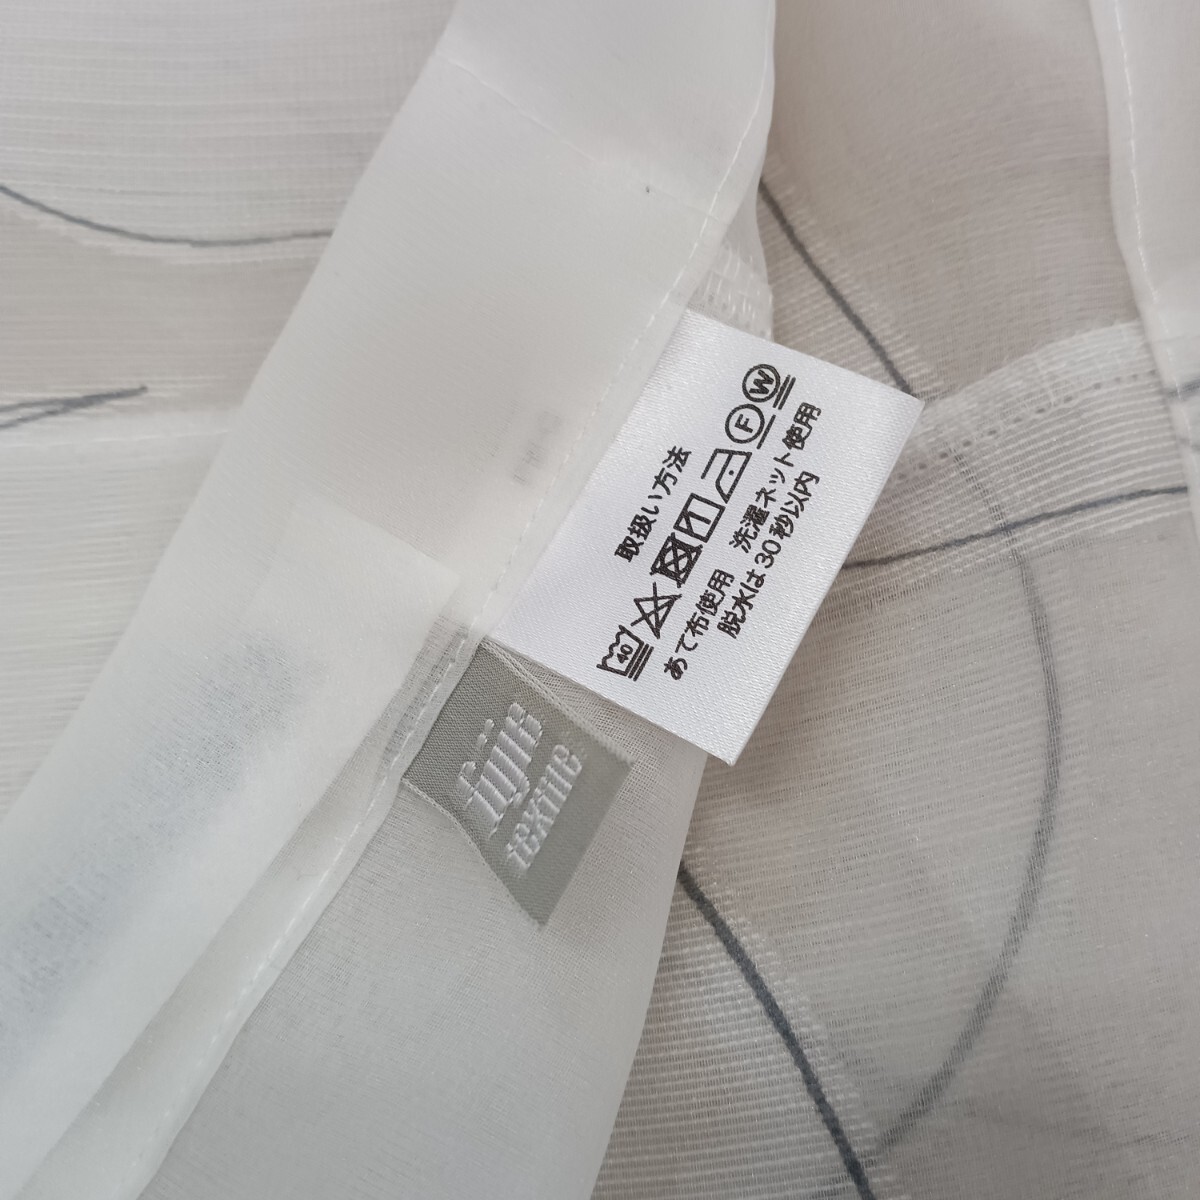 取扱い方法
40 F W
あて布使用 洗濯ネット使用
脱水は30秒以内
fujie
textile